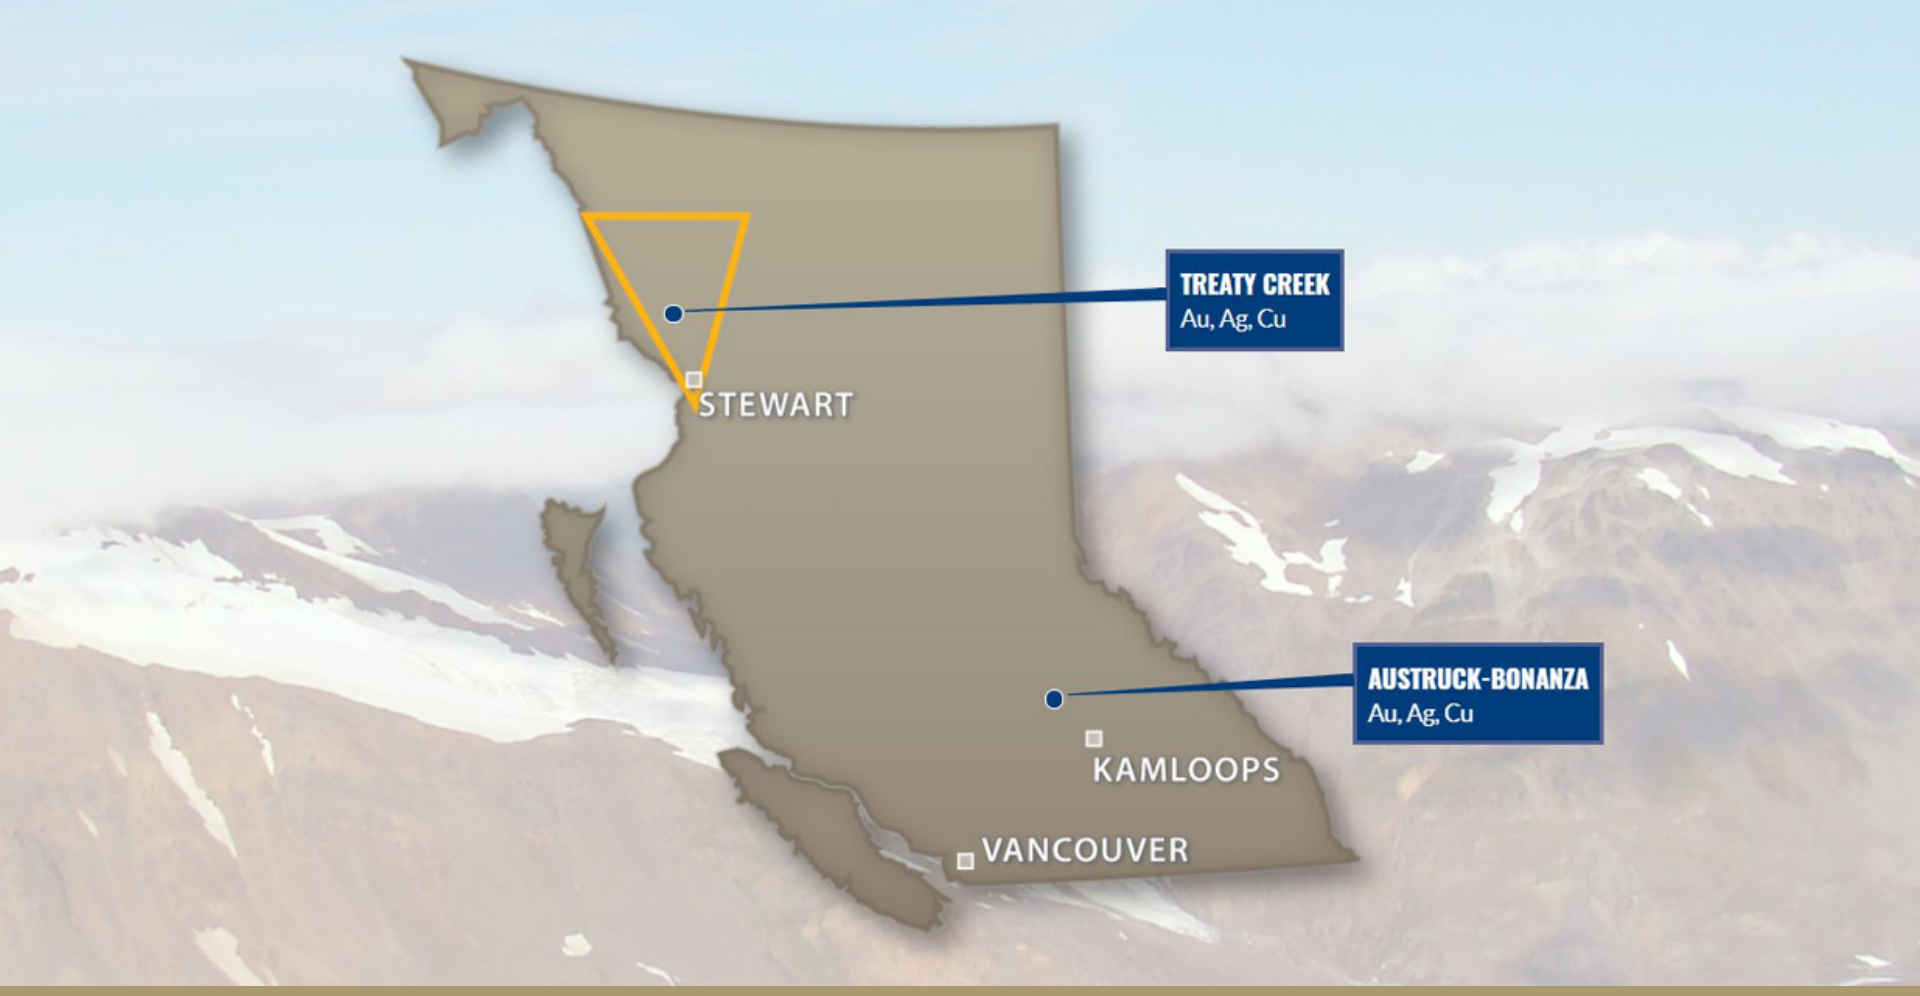 TREATY CREEK
Au, Ag, Cu
STEWART
AUSTRUCK-BONANZA
Au, Ag, Cu
KAMLOOPS
VANCOUVER